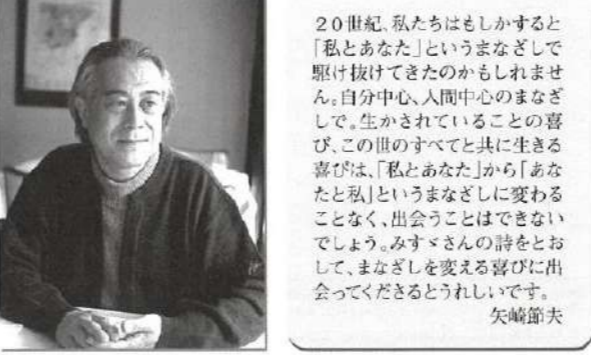 20世紀、私たちはもしかすると
「私とあなた」というまなざしで
駆け抜けてきたのかもしれませ
ん。自分中心、人間中心のまなざ
しで。生かされていることの喜
び、この世のすべてと共に生きる
喜びは、「私とあなた」から「あな
たと私」というまなざしに変わる
ことなく、出会うことはできない
でしょう。みすゞさんの詩をとお
して、まなざしを変える喜びに出
会ってくださるとうれしいです。
矢崎節夫